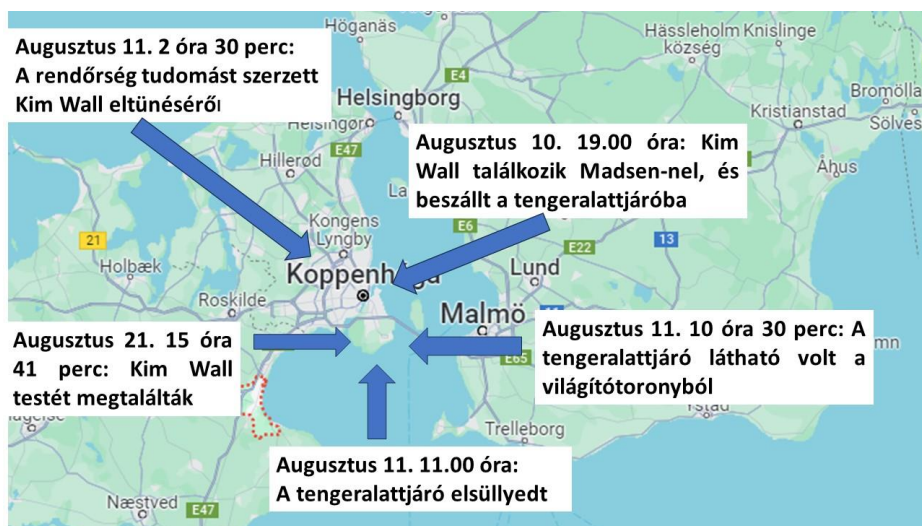 Augusztus 11. 2 óra 30 perc:
A rendőrség tudomást szerzett
Kim Wall eltünéséről
Augusztus 10. 19.00 óra: Kim
Wall találkozik Madsen-nel, és
beszállt a tengeralattjáróba
Augusztus 21. 15 óra
41 perc: Kim Wall
testét megtalálták
Augusztus 11. 10 óra 30 perc: A
tengeralattjáró látható volt a
világítótoronyból
Augusztus 11. 11.00 óra:
A tengeralattjáró elsüllyedt
Höganäs
Hässleholm
község
Knislinge
E4
Bromölla
Helsingborg
Kristianstad
Helsingør
E47
Hillerød
Åhus
Kongens
Lyngby
E6
21
13
E22
Holbæk
Lund
Roskilde
Malmö
E65
Ystad
Trelleborg
Næstved
E47